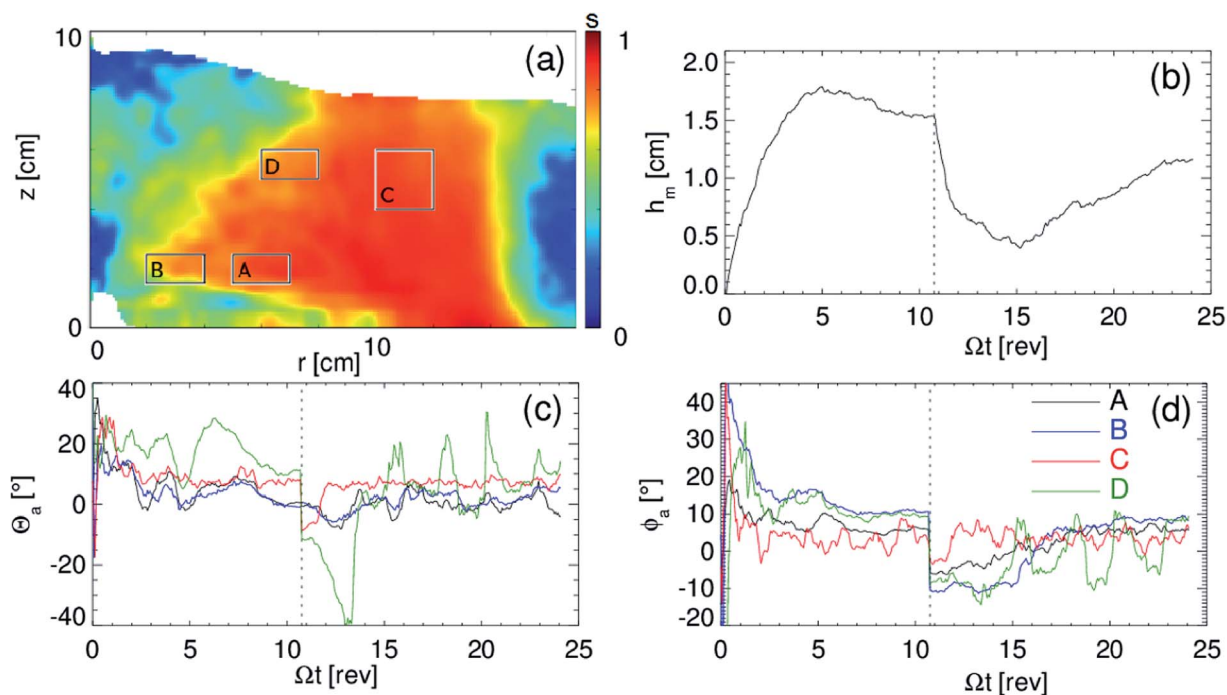 s
10
(a)
1
z [cm]
D
C
B
A
0
0
0
10
r [cm]
(b)
2.0
1.5
1.0
0.5
0.0
h_m [cm]
0 5 10 15 20 25
Ωt [rev]
(c)
40
20
0
-20
-40
Θ_a [°]
0 5 10 15 20 25
Ωt [rev]
(d)
40
30
20
10
0
-10
-20
ϕ_a [°]
A
B
C
D
0 5 10 15 20 25
Ωt [rev]